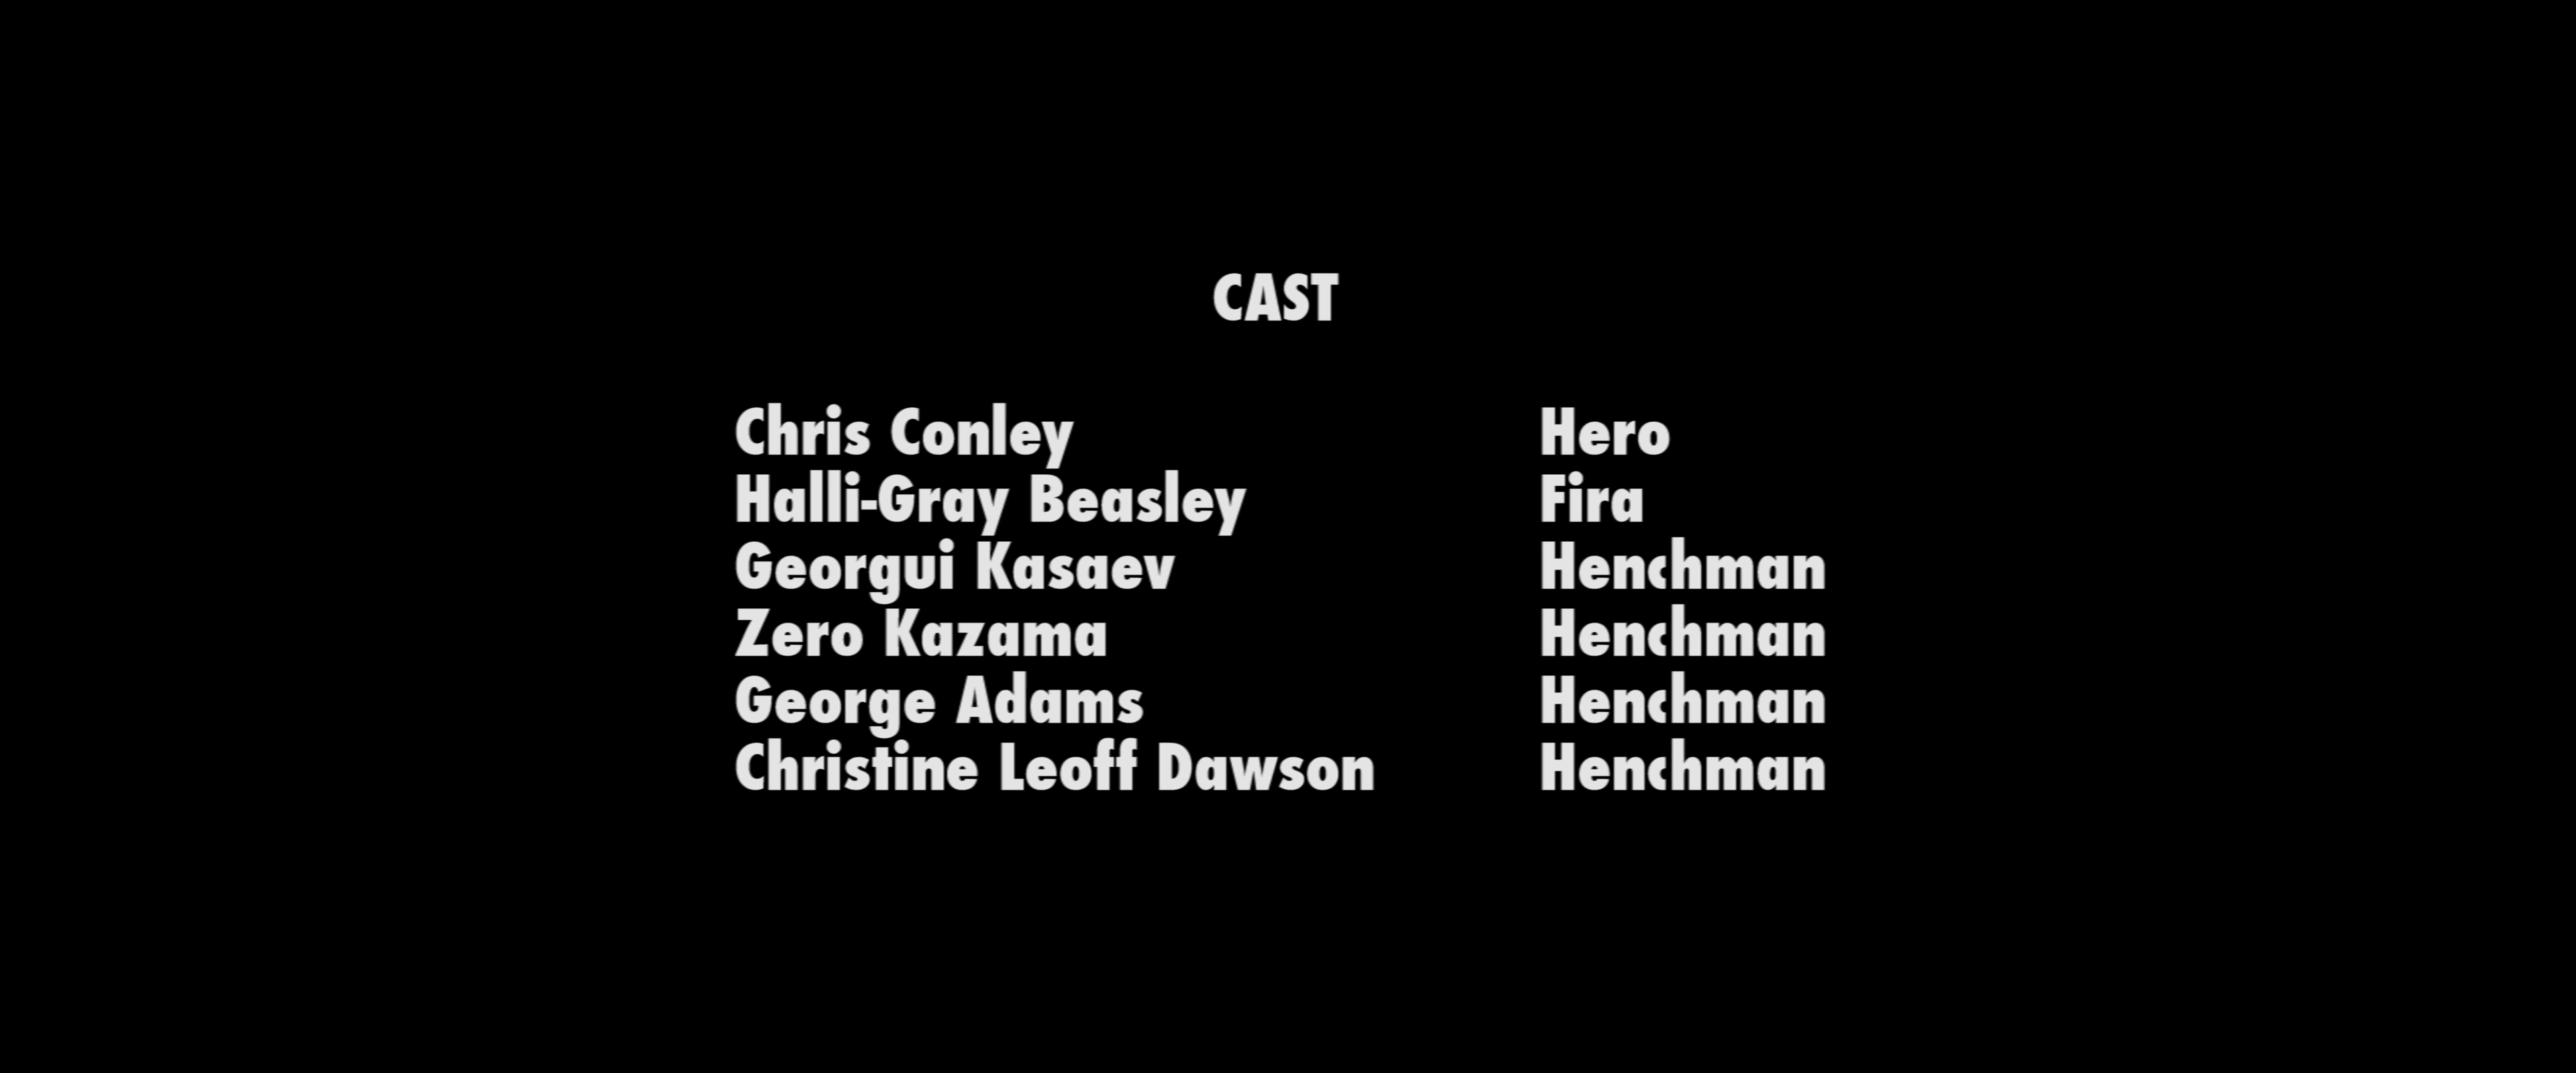 CAST
Chris Conley Hero
Halli-Gray Beasley Fira
Georgui Kasaev Henchman
Zero Kazama Henchman
George Adams Henchman
Christine Leoff Dawson Henchman